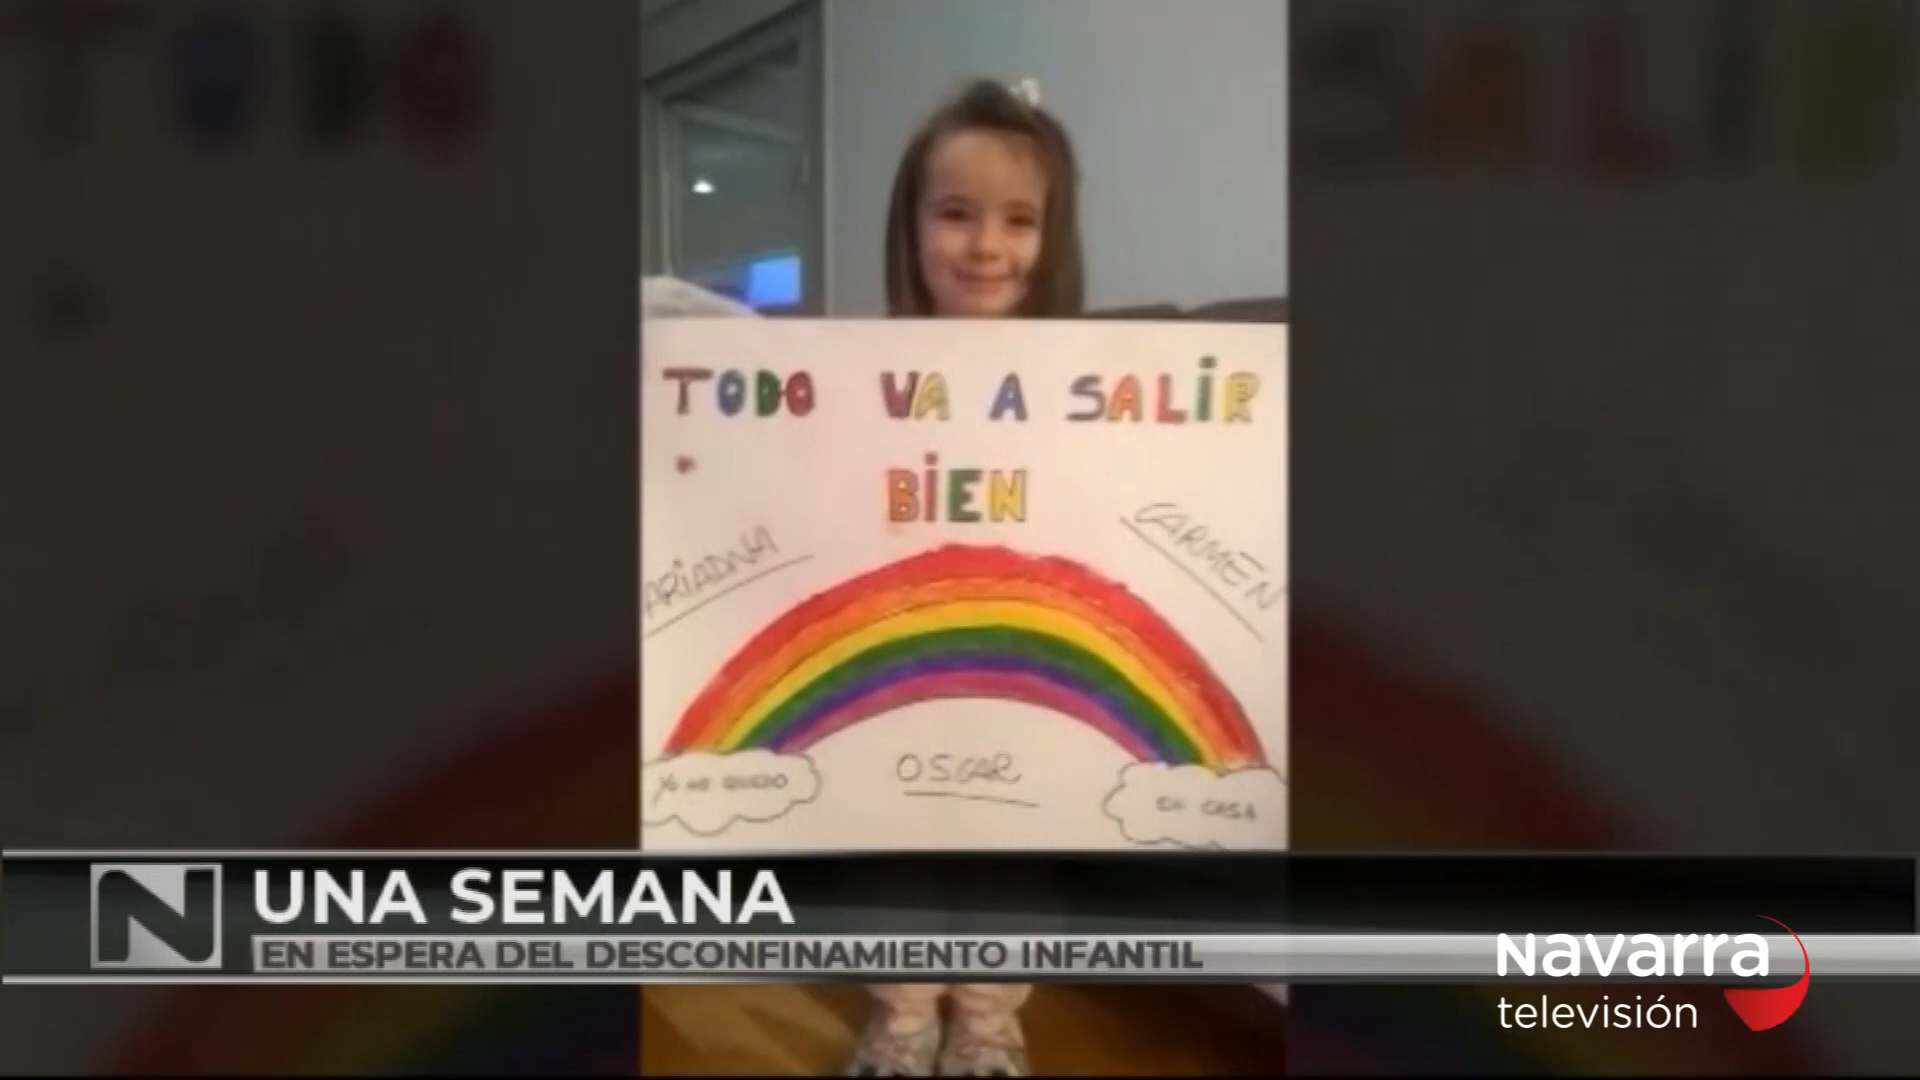 TODO VA A SALIR
BIEN
ARIADNA
CARMEN
OSCAR
YO ME QUEDO
EN CASA
UNA SEMANA
EN ESPERA DEL DESCONFINAMIENTO INFANTIL
Navarra
televisión